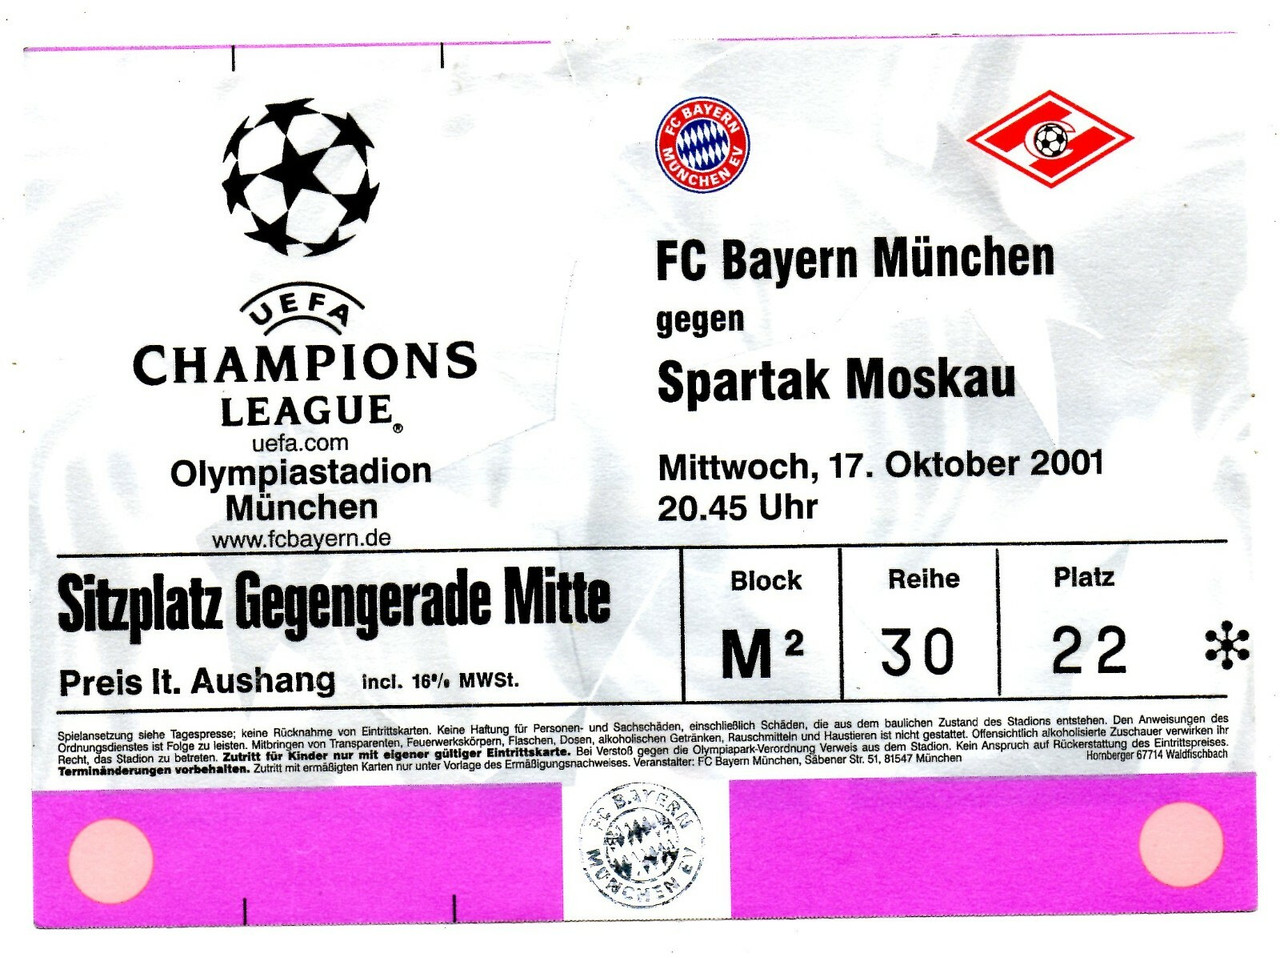 UEFA
CHAMPIONS
LEAGUE®
uefa.com
Olympiastadion
München
www.fcbayern.de
FC BAYERN
MÜNCHEN EV
FC Bayern München
gegen
Spartak Moskau
Mittwoch, 17. Oktober 2001
20.45 Uhr
Sitzplatz Gegengerade Mitte
Preis lt. Aushang incl. 16% MWSt.
Block
M²
Reihe
30
Platz
22
Spielansetzung siehe Tagespresse; keine Rücknahme von Eintrittskarten. Keine Haftung für Personen- und Sachschäden, einschließlich Schäden, die aus dem baulichen Zustand des Stadions entstehen. Den Anweisungen des
Ordnungsdienstes ist Folge zu leisten. Mitbringen von Transparenten, Feuerwerkskörpern, Flaschen, Dosen, alkoholischen Getränken, Rauschmitteln und Haustieren ist nicht gestattet. Offensichtlich alkoholisierte Zuschauer verwirken ihr
Recht, das Stadion zu betreten. Zutritt für Kinder nur mit eigener gültiger Eintrittskarte. Bei Verstoß gegen die Olympiapark-Verordnung Verweis aus dem Stadion. Kein Anspruch auf Rückerstattung des Eintrittspreises.
Terminänderungen vorbehalten. Zutritt mit ermäßigten Karten nur unter Vorlage des Ermäßigungsnachweises. Veranstalter: FC Bayern München, Säbener Str. 51, 81547 München
Homberger 67714 Waldfischbach
FC BAYERN
MÜNCHEN EV